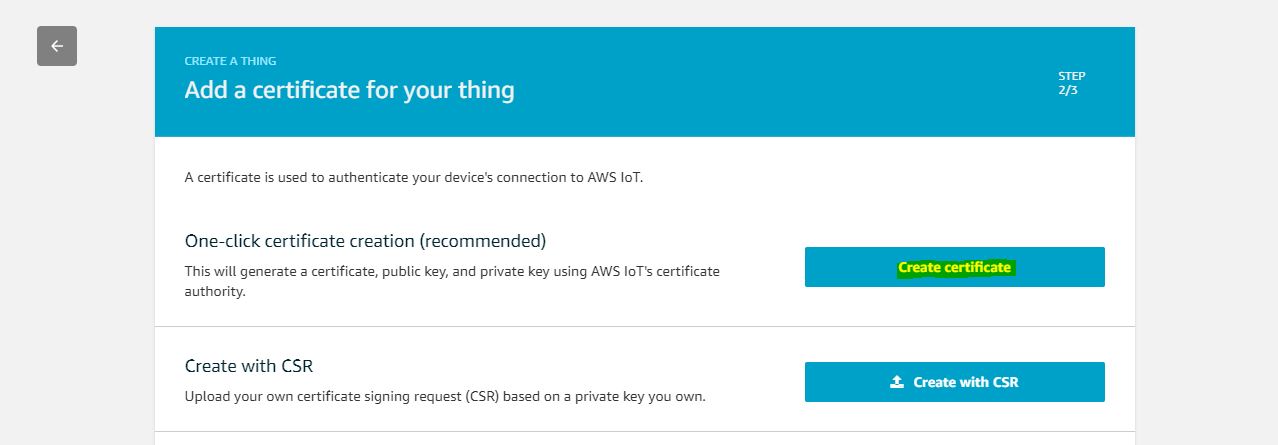 CREATE A THING
Add a certificate for your thing
STEP
2/3
A certificate is used to authenticate your device's connection to AWS IoT.
One-click certificate creation (recommended)
This will generate a certificate, public key, and private key using AWS IoT's certificate
authority.
Create certificate
Create with CSR
Upload your own certificate signing request (CSR) based on a private key you own.
Create with CSR